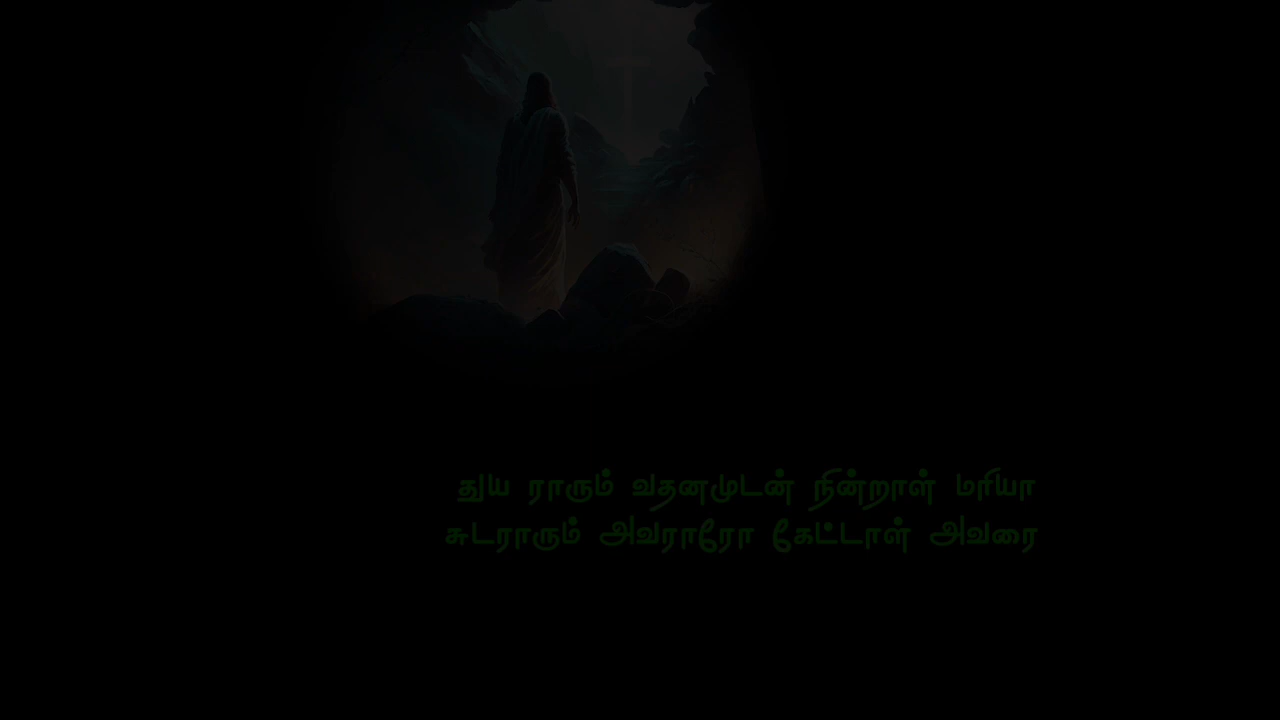 துய ராரும் வதனமுடன் நின்றாள் மரியா
சுடராரும் அவராரோ கேட்டாள் அவரை